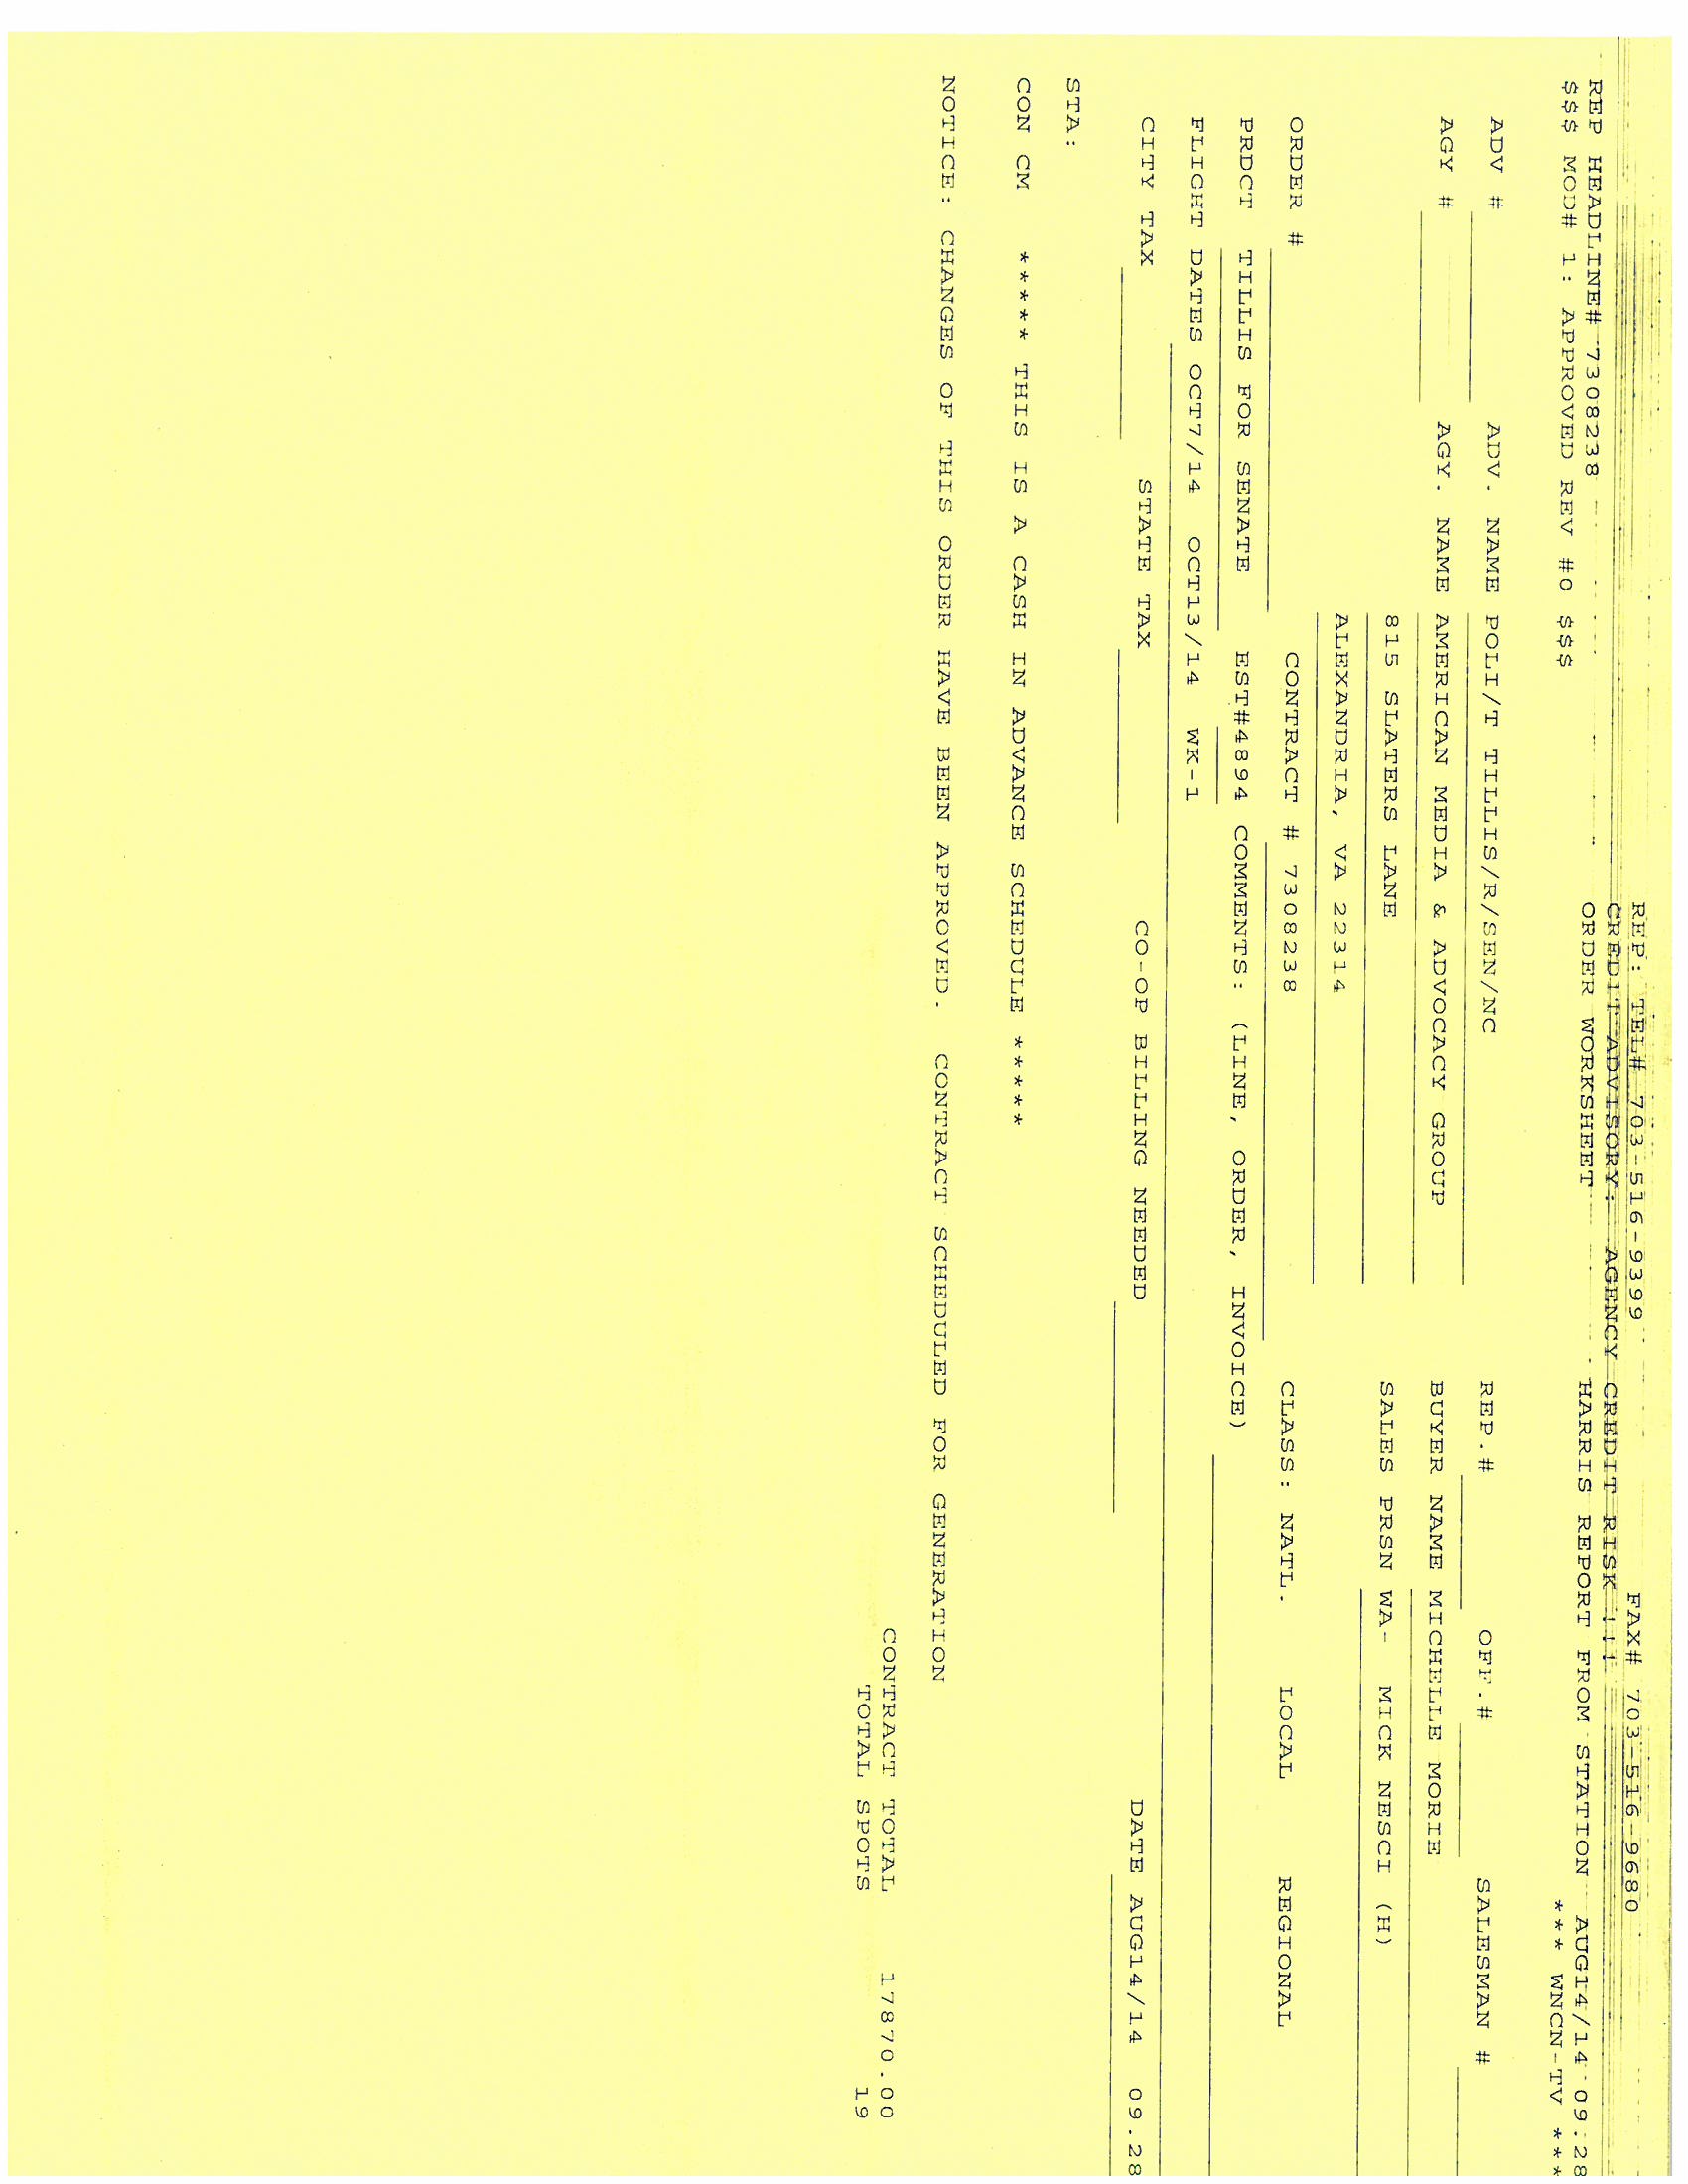 REP: TEL# 703-516-9399 FAX# 703-516-9680
CREDIT ADVISORY: AGENCY CREDIT RISK !!!
ORDER WORKSHEET HARRIS REPORT FROM STATION AUG14/14 09:28
REP HEADLINE# 7308238 *** WNCN-TV ***
$$$ MOD# 1: APPROVED REV #0 $$$
ADV # ADV. NAME POLI/T TILLIS/R/SEN/NC REP.# OFF.# SALESMAN #
AGY # AGY. NAME AMERICAN MEDIA & ADVOCACY GROUP BUYER NAME MICHELLE MORIE
815 SLATERS LANE SALES PRSN WA- MICK NESCI (H)
ALEXANDRIA, VA 22314
ORDER # CONTRACT # 7308238 CLASS: NATL. LOCAL REGIONAL
PRDCT TILLIS FOR SENATE EST#4894 COMMENTS: (LINE, ORDER, INVOICE)
FLIGHT DATES OCT7/14 OCT13/14 WK-1
CITY TAX STATE TAX CO-OP BILLING NEEDED DATE AUG14/14 09.28
STA:
CON CM ***** THIS IS A CASH IN ADVANCE SCHEDULE *****
NOTICE: CHANGES OF THIS ORDER HAVE BEEN APPROVED. CONTRACT SCHEDULED FOR GENERATION
CONTRACT TOTAL 17870.00
TOTAL SPOTS 19